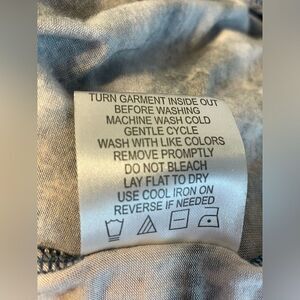 TURN GARMENT INSIDE OUT
BEFORE WASHING
MACHINE WASH COLD
GENTLE CYCLE
WASH WITH LIKE COLORS
REMOVE PROMPTLY
DO NOT BLEACH
LAY FLAT TO DRY
USE COOL IRON ON
REVERSE IF NEEDED